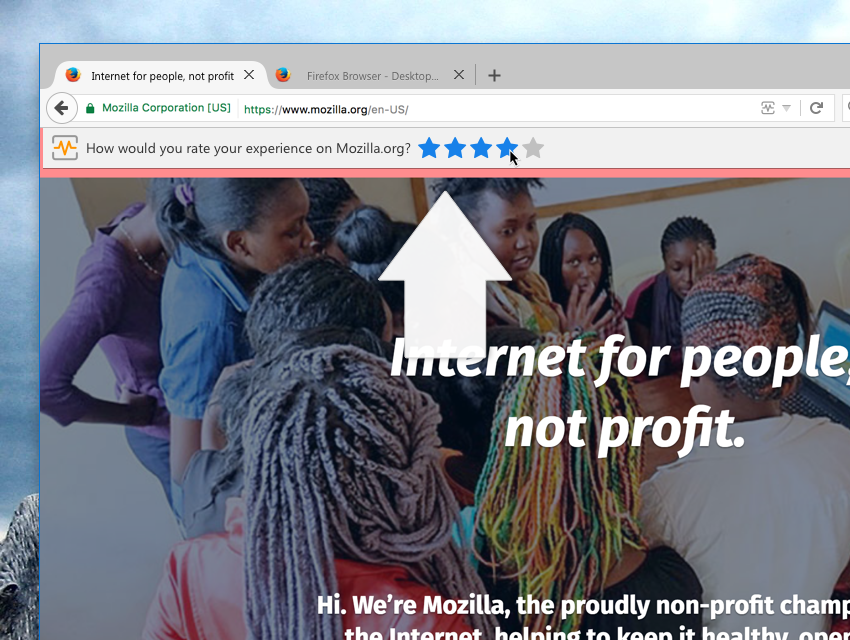 Internet for people, not profit
Firefox Browser - Desktop...
Mozilla Corporation [US]
https://www.mozilla.org/en-US/
How would you rate your experience on Mozilla.org?
Internet for people,
not profit.
Hi. We're Mozilla, the proudly non-profit champ
the Internet, helping to keep it healthy, open